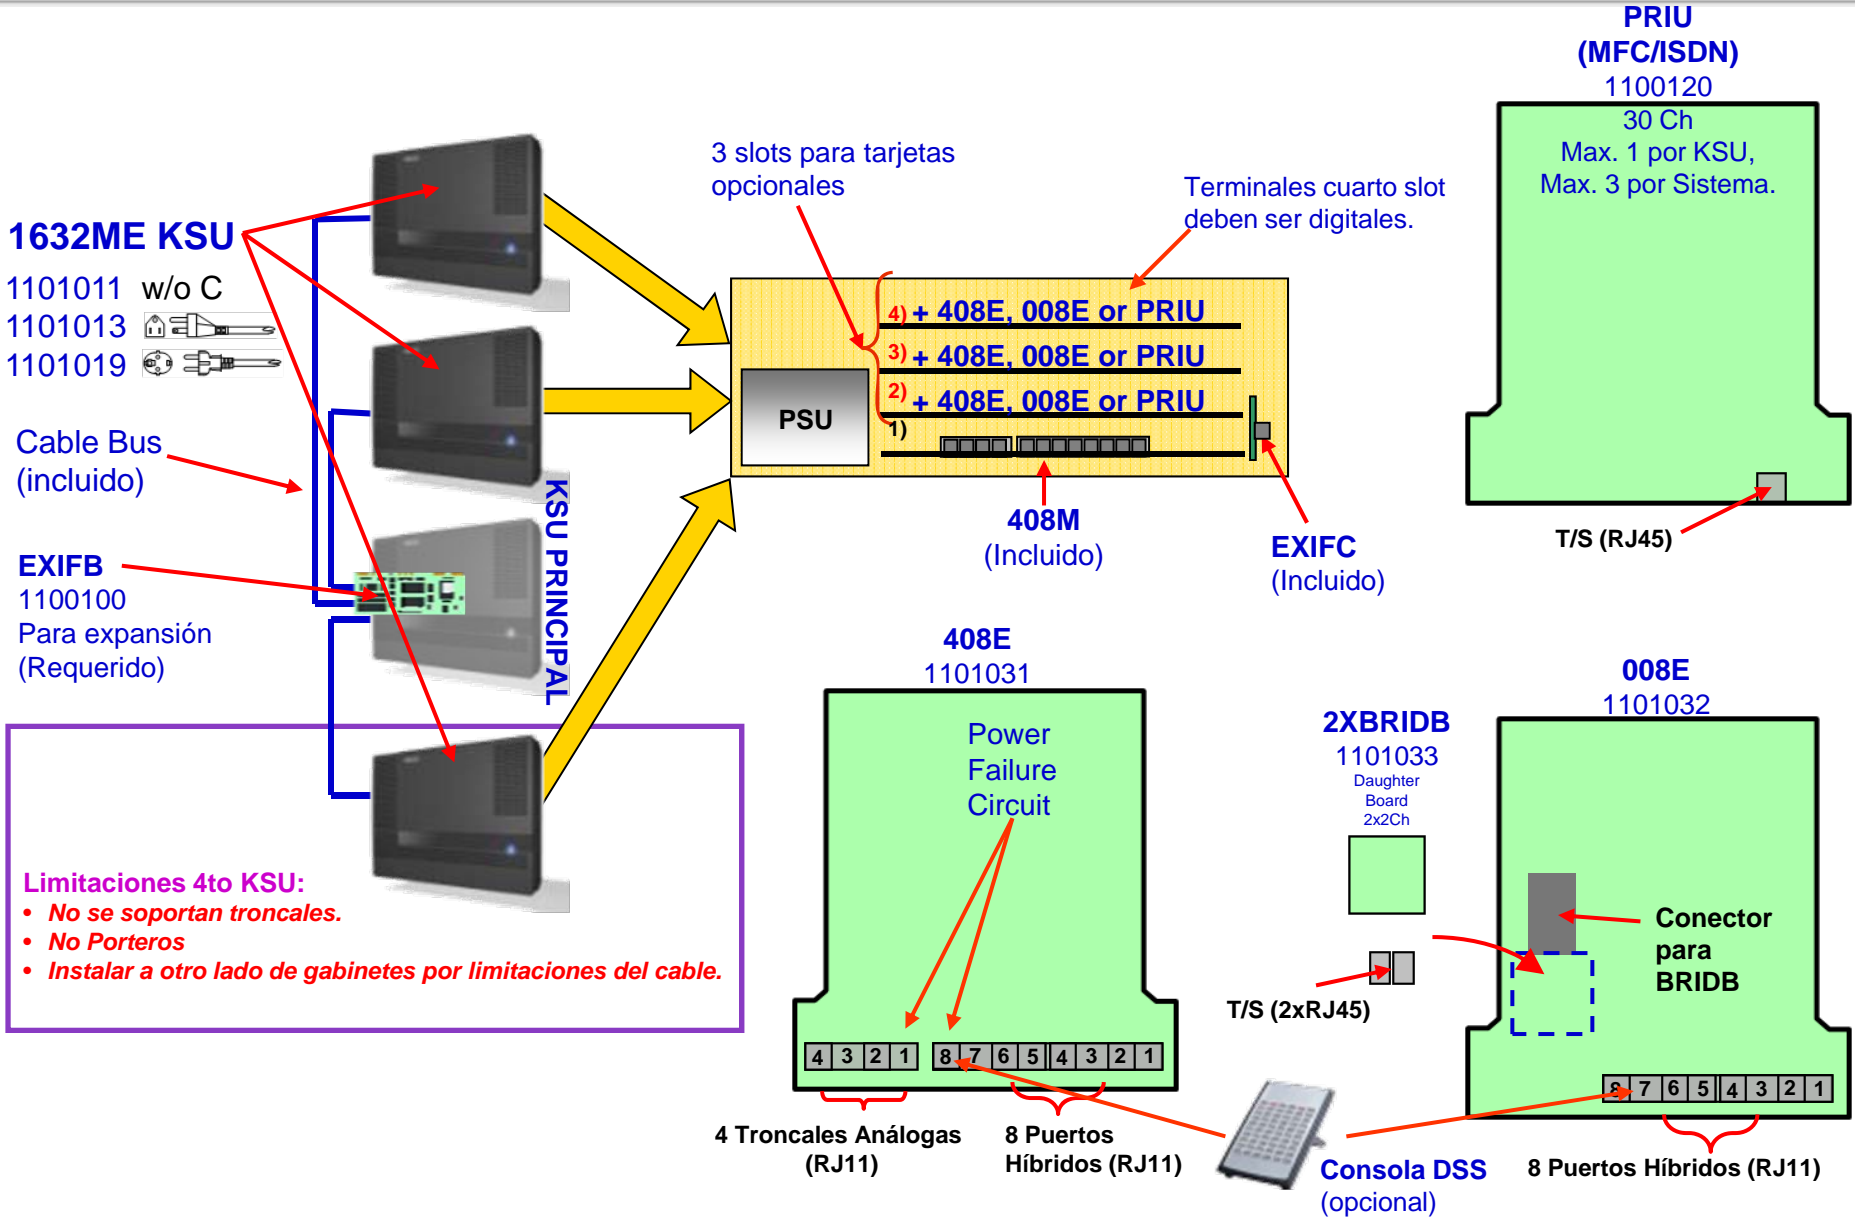 PRIU
(MFC/ISDN)
1100120
30 Ch
Max. 1 por KSU,
Max. 3 por Sistema.
T/S (RJ45)
3 slots para tarjetas
opcionales
Terminales cuarto slot
deben ser digitales.
1632ME KSU
1101011 w/o C
1101013
1101019
Cable Bus
(incluido)
EXIFB
1100100
Para expansión
(Requerido)
KSU PRINCIPAL
4) + 408E, 008E or PRIU
3) + 408E, 008E or PRIU
2) + 408E, 008E or PRIU
1)
PSU
408M
(Incluido)
EXIFC
(Incluido)
Limitaciones 4to KSU:
• No se soportan troncales.
• No Porteros
• Instalar a otro lado de gabinetes por limitaciones del cable.
408E
1101031
Power
Failure
Circuit
4 3 2 1 8 7 6 5 4 3 2 1
4 Troncales Análogas
(RJ11)
8 Puertos
Híbridos (RJ11)
2XBRIDB
1101033
Daughter
Board
2x2Ch
T/S (2xRJ45)
008E
1101032
Conector
para
BRIDB
8 7 6 5 4 3 2 1
Consola DSS
(opcional)
8 Puertos Híbridos (RJ11)